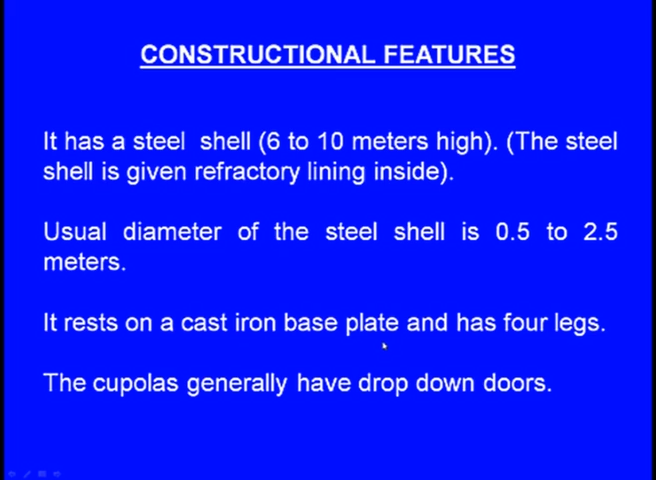 CONSTRUCTIONAL FEATURES
It has a steel shell (6 to 10 meters high). (The steel
shell is given refractory lining inside).
Usual diameter of the steel shell is 0.5 to 2.5
meters.
It rests on a cast iron base plate and has four legs.
The cupolas generally have drop down doors.